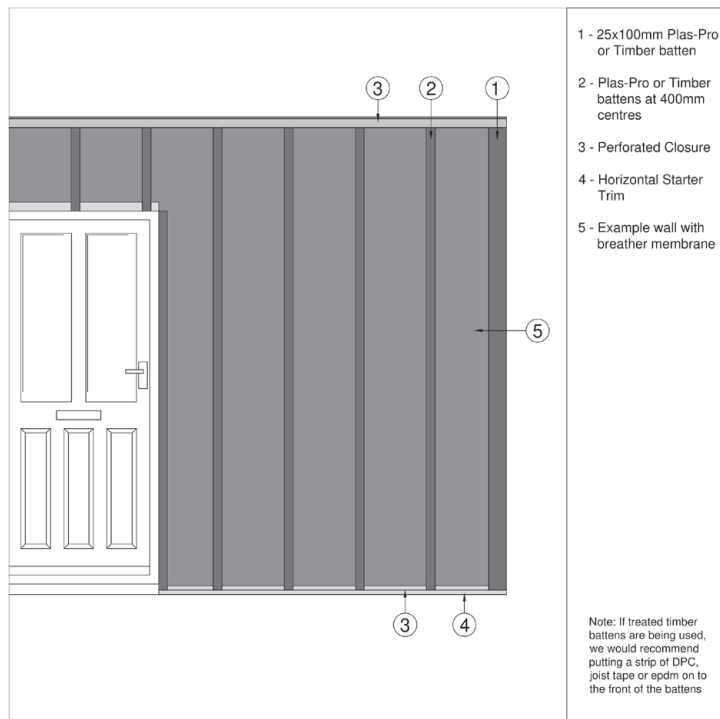 3
2
1
5
3
4
1 - 25x100mm Plas-Pro
or Timber batten
2 - Plas-Pro or Timber
battens at 400mm
centres
3 - Perforated Closure
4 - Horizontal Starter
Trim
5 - Example wall with
breather membrane
Note: If treated timber
battens are being used,
we would recommend
putting a strip of DPC,
joist tape or epdm on to
the front of the battens